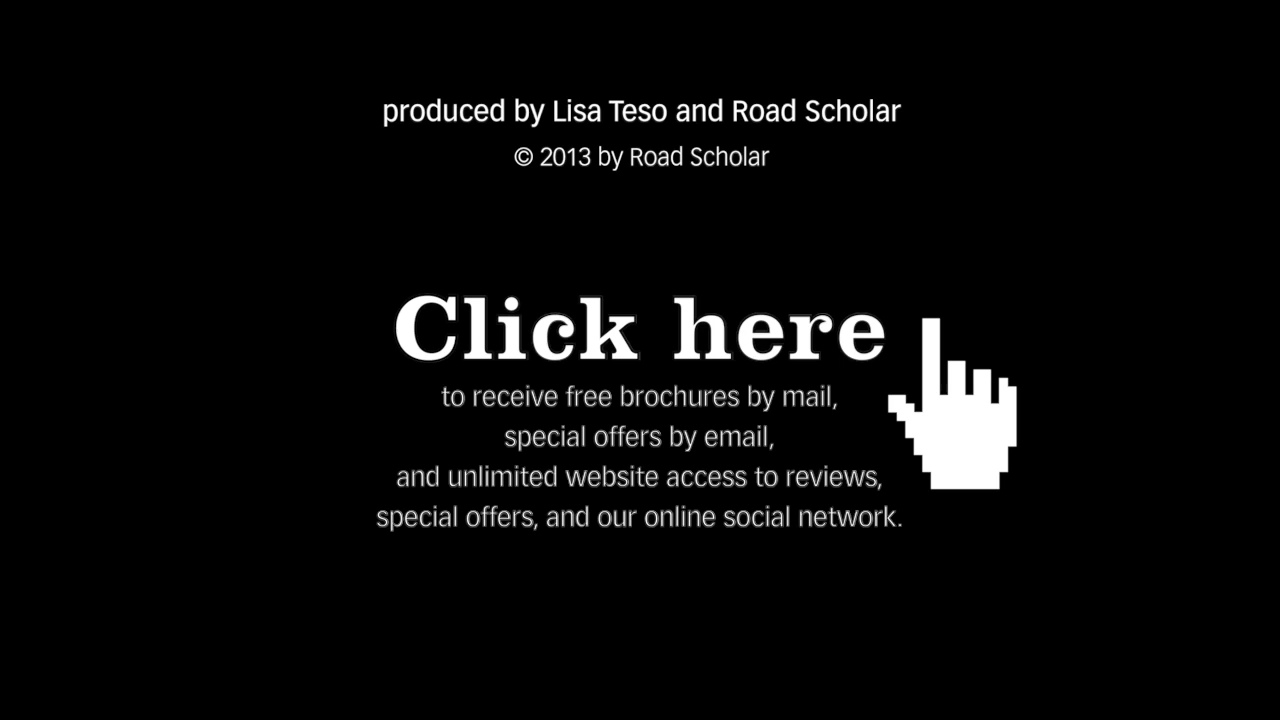 produced by Lisa Teso and Road Scholar
© 2013 by Road Scholar
Click here
to receive free brochures by mail,
special offers by email,
and unlimited website access to reviews,
special offers, and our online social network.